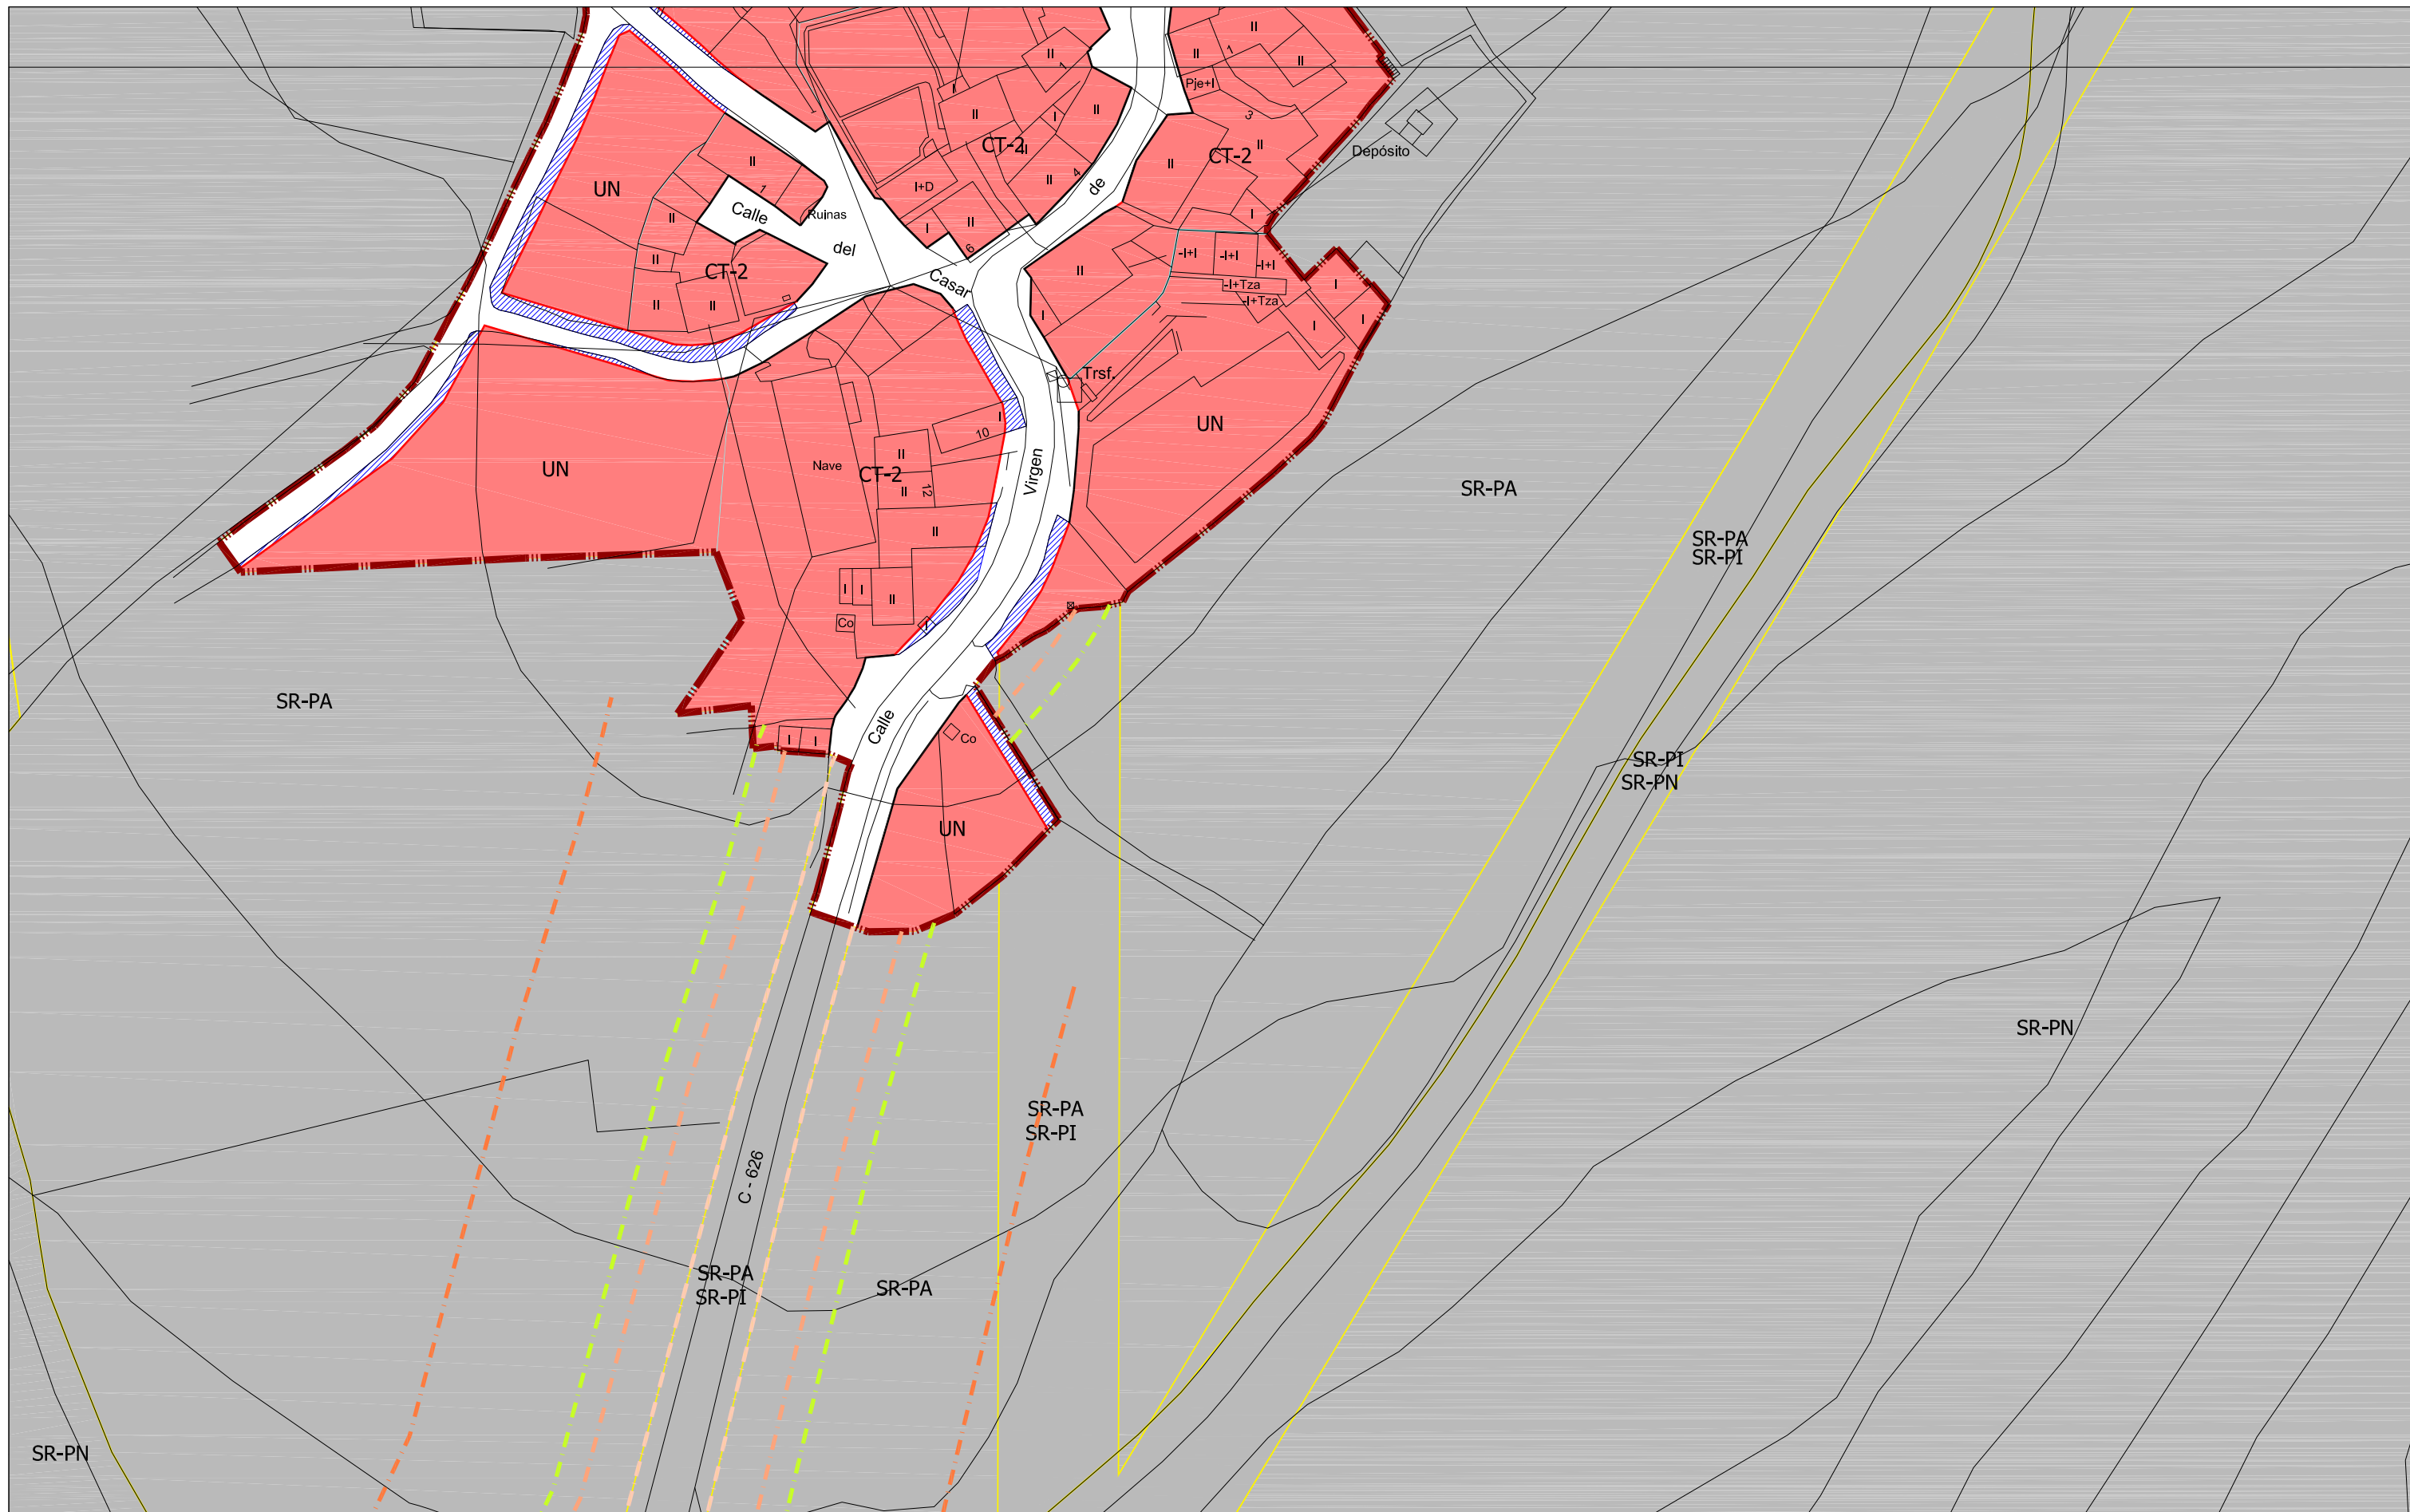 II
II
1
II
II
1
Pje+I
I
II
I
II
3
Depósito
CT-2
II
CT-2
II
II
1
UN
I+D
II
4
de
Calle
Ruinas
II
I
II
6
I
del
II
CT-2
Casar
II
-I+I
-I+I
-I+I
-I+Tza
-I+Tza
I
II
II
I
I
I
Trsf.
I
10
UN
UN
Nave
II
CT-2
12
II
Virgen
SR-PA
II
SR-PA
SR-PI
I
I
II
Co
I
SR-PA
Calle
I
I
Co
SR-PI
SR-PN
UN
SR-PN
SR-PA
SR-PI
C - 626
SR-PA
SR-PI
SR-PA
SR-PN